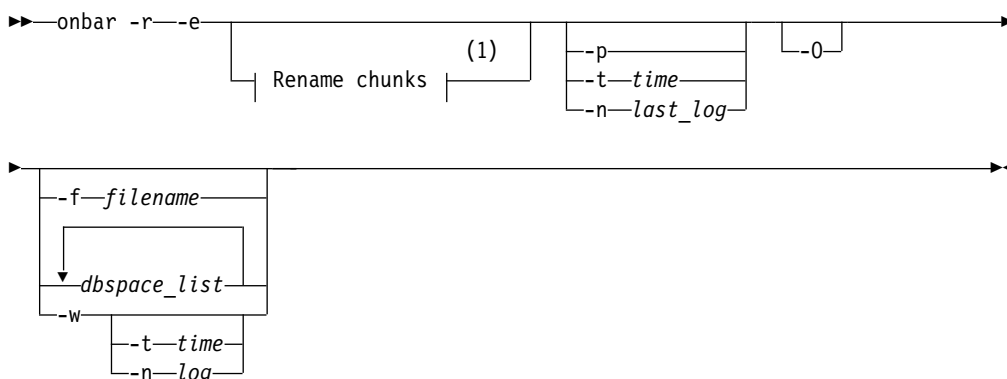 onbar -r -e
(1)
Rename chunks
-p
-t time
-n last_log
-O
-f filename
dbspace_list
-w
-t time
-n log